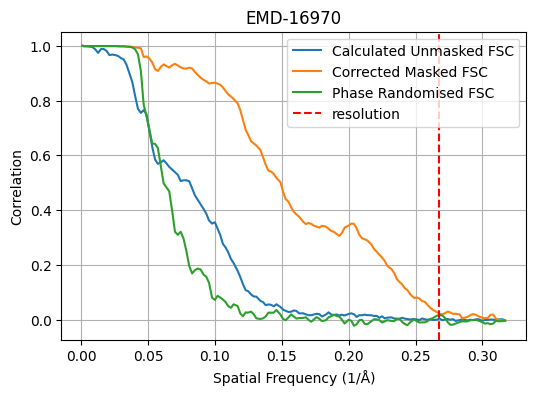 EMD-16970
Calculated Unmasked FSC
Corrected Masked FSC
Phase Randomised FSC
resolution
Correlation
1.0
0.8
0.6
0.4
0.2
0.0
0.00 0.05 0.10 0.15 0.20 0.25 0.30
Spatial Frequency (1/Å)